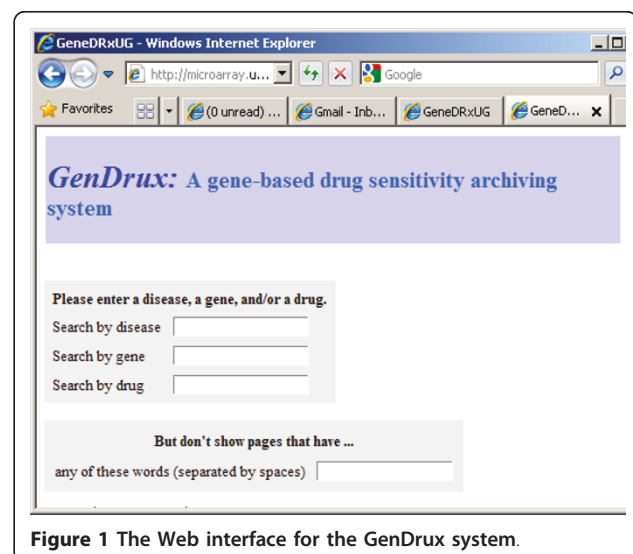 GeneDRxUG - Windows Internet Explorer
http://microarray.u... Google
Favorites (0 unread) ... Gmail - Inb... GeneDRxUG GeneD... X
GenDrux: A gene-based drug sensitivity archiving
system
Please enter a disease, a gene, and/or a drug.
Search by disease
Search by gene
Search by drug
But don't show pages that have ...
any of these words (separated by spaces)
Figure 1 The Web interface for the GenDrux system.